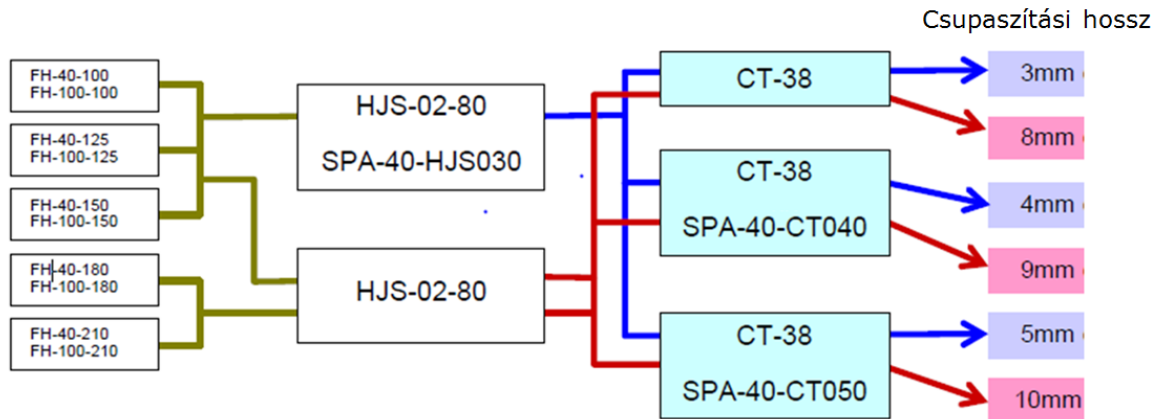 Csupaszítási hossz
FH-40-100
FH-100-100
FH-40-125
FH-100-125
FH-40-150
FH-100-150
FH-40-180
FH-100-180
FH-40-210
FH-100-210
HJS-02-80
SPA-40-HJS030
HJS-02-80
CT-38
CT-38
SPA-40-CT040
CT-38
SPA-40-CT050
3mm
8mm
4mm
9mm
5mm
10mm